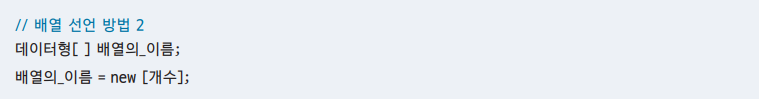 // 배열 선언 방법 2
데이터형[ ] 배열의_이름;
배열의_이름 = new [개수];